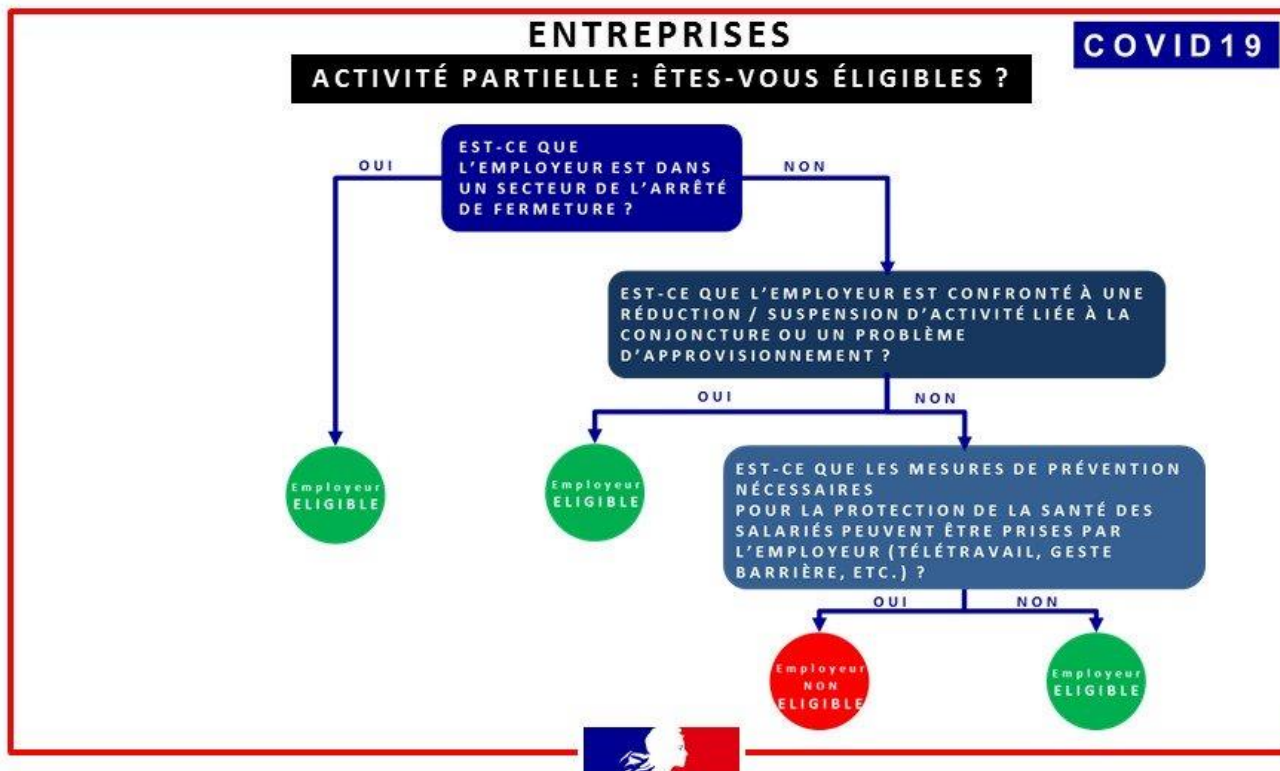 ENTREPRISES
COVID19
ACTIVITÉ PARTIELLE : ÊTES-VOUS ÉLIGIBLES ?
EST-CE QUE
L’EMPLOYEUR EST DANS
UN SECTEUR DE L’ARRÊTÉ
DE FERMETURE ?
OUI
NON
EST-CE QUE L’EMPLOYEUR EST CONFRONTÉ À UNE
RÉDUCTION / SUSPENSION D’ACTIVITÉ LIÉE À LA
CONJONCTURE OU UN PROBLÈME
D’APPROVISIONNEMENT ?
OUI
NON
Employeur
ELIGIBLE
Employeur
ELIGIBLE
EST-CE QUE LES MESURES DE PRÉVENTION
NÉCESSAIRES
POUR LA PROTECTION DE LA SANTÉ DES
SALARIÉS PEUVENT ÊTRE PRISES PAR
L’EMPLOYEUR (TÉLÉTRAVAIL, GESTE
BARRIÈRE, ETC.) ?
OUI
NON
Employeur
NON
ELIGIBLE
Employeur
ELIGIBLE